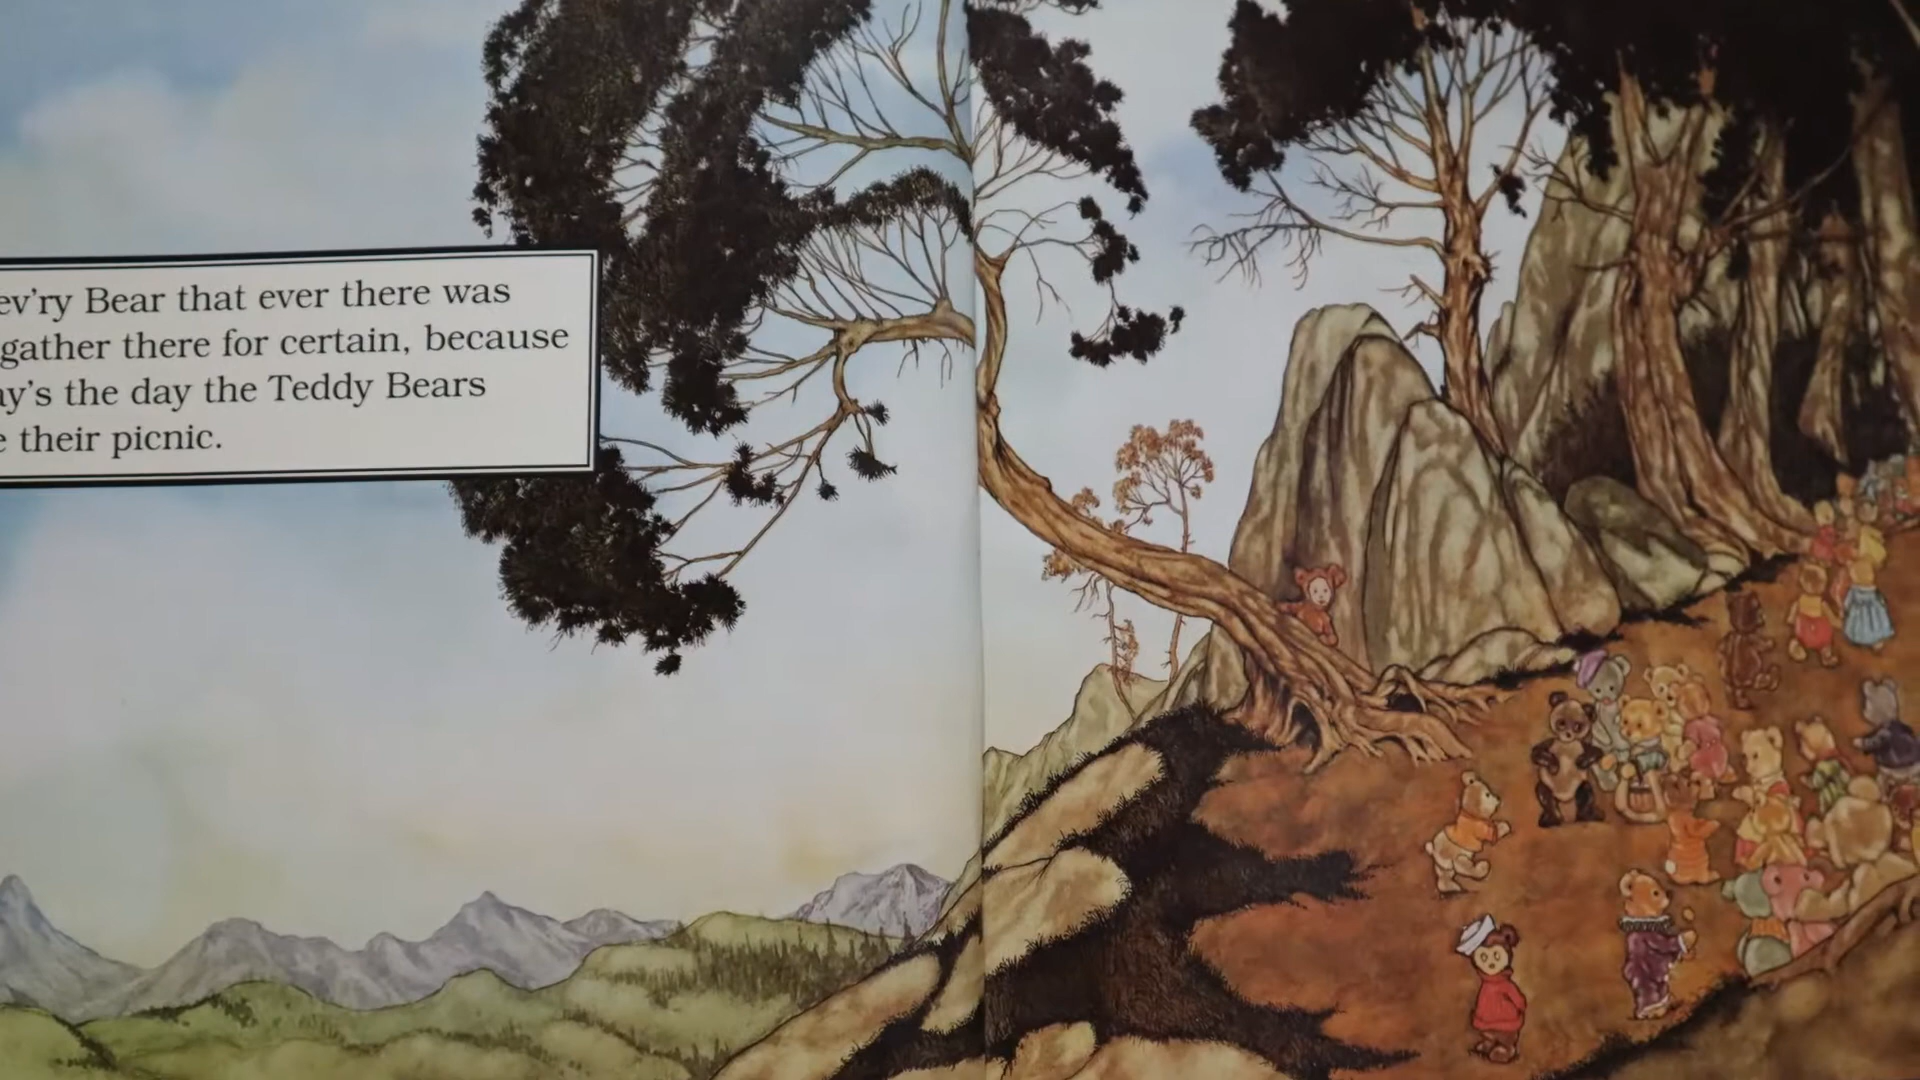 ev'ry Bear that ever there was
gather there for certain, because
ay's the day the Teddy Bears
their picnic.